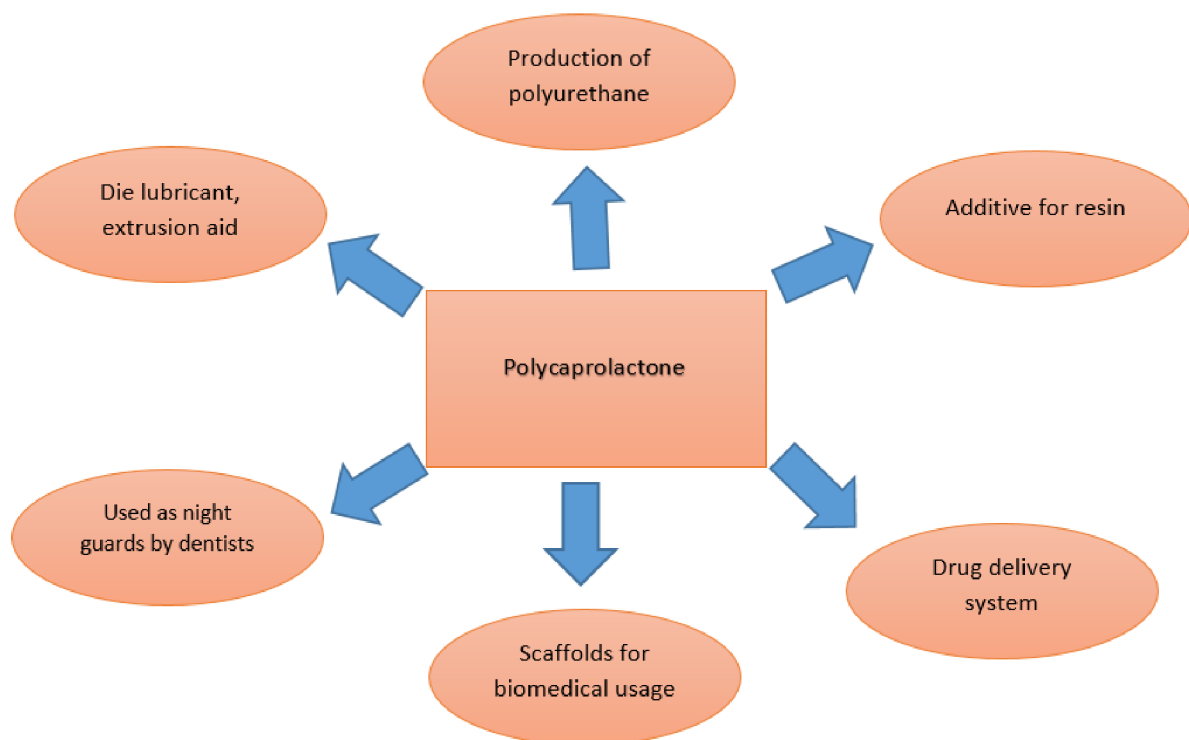 Production of
polyurethane
Die lubricant,
extrusion aid
Additive for resin
Polycaprolactone
Used as night
guards by dentists
Drug delivery
system
Scaffolds for
biomedical usage